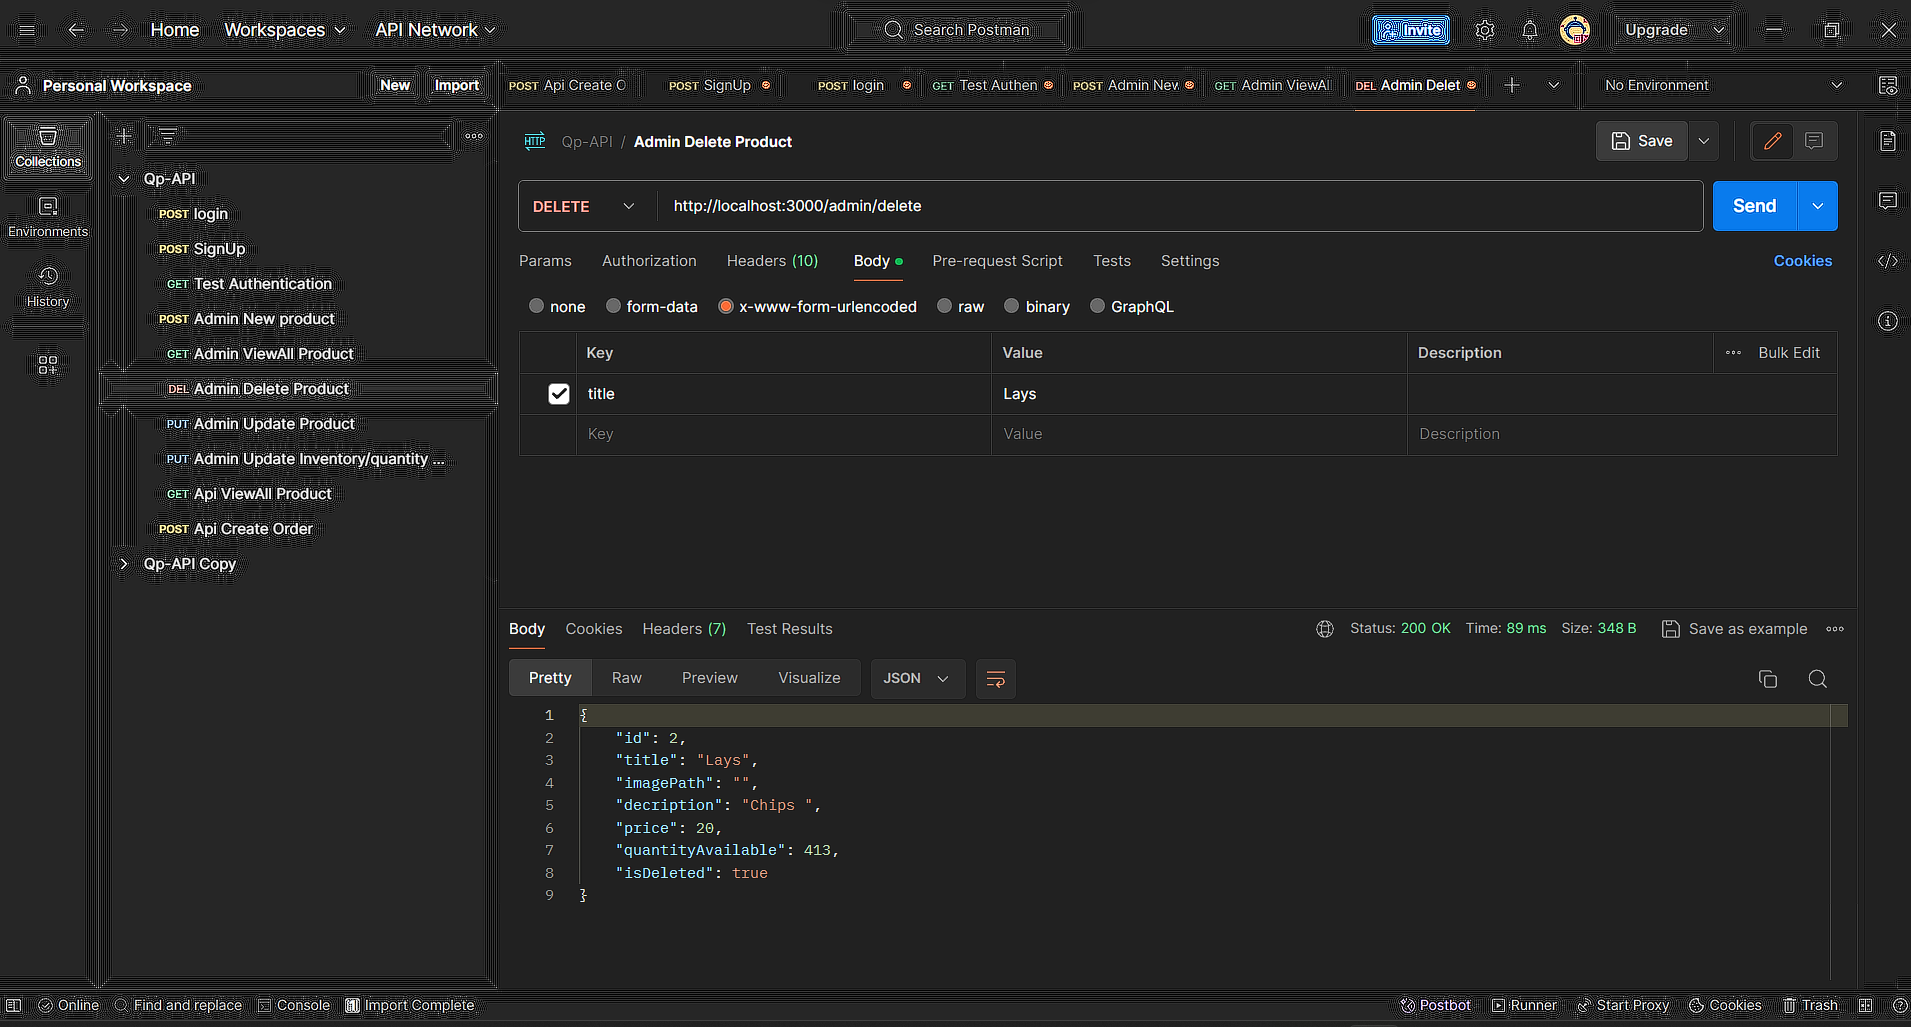 Home Workspaces API Network Search Postman Invite Upgrade
Personal Workspace New Import POST Api Create O POST SignUp POST login GET Test Authen POST Admin New GET Admin ViewAll DEL Admin Delet No Environment
Collections
Environments
History
Qp-API
POST login
POST SignUp
GET Test Authentication
POST Admin New product
GET Admin ViewAll Product
DEL Admin Delete Product
PUT Admin Update Product
PUT Admin Update Inventory/quantity ...
GET Api ViewAll Product
POST Api Create Order
Qp-API Copy
HTTP Qp-API / Admin Delete Product Save
DELETE http://localhost:3000/admin/delete Send
Params Authorization Headers (10) Body Pre-request Script Tests Settings Cookies
none form-data x-www-form-urlencoded raw binary GraphQL
Key Value Description Bulk Edit
title Lays
Key Value Description
Body Cookies Headers (7) Test Results Status: 200 OK Time: 89 ms Size: 348 B Save as example
Pretty Raw Preview Visualize JSON
1 {
2 "id": 2,
3 "title": "Lays",
4 "imagePath": "",
5 "decription": "Chips ",
6 "price": 20,
7 "quantityAvailable": 413,
8 "isDeleted": true
9 }
Online Find and replace Console Import Complete Postbot Runner Start Proxy Cookies Trash